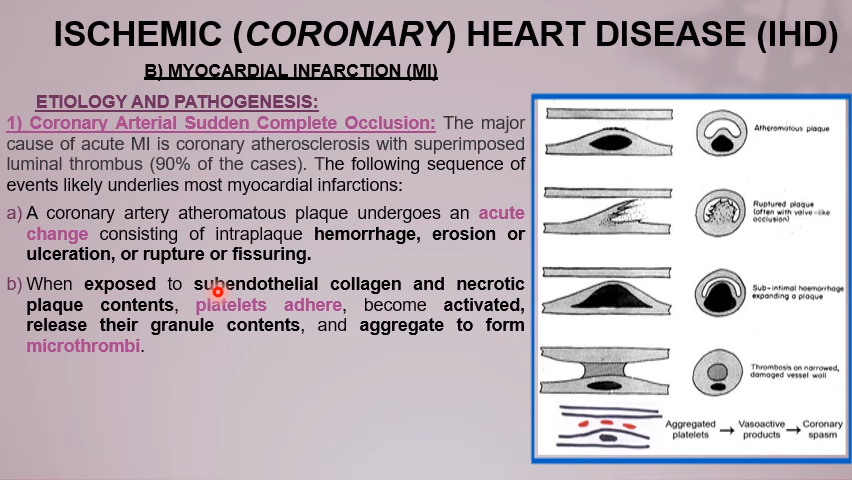 ISCHEMIC (CORONARY) HEART DISEASE (IHD)
B) MYOCARDIAL INFARCTION (MI)
ETIOLOGY AND PATHOGENESIS:
1) Coronary Arterial Sudden Complete Occlusion: The major
cause of acute MI is coronary atherosclerosis with superimposed
luminal thrombus (90% of the cases). The following sequence of
events likely underlies most myocardial infarctions:
a) A coronary artery atheromatous plaque undergoes an acute
change consisting of intraplaque hemorrhage, erosion or
ulceration, or rupture or fissuring.
b) When exposed to subendothelial collagen and necrotic
plaque contents, platelets adhere, become activated,
release their granule contents, and aggregate to form
microthrombi.
Atheromatous plaque
Ruptured plaque
(often with valve-like
occlusion)
Sub-intimal haemorrhage
expanding a plaque
Thrombosis on narrowed,
damaged vessel wall
Aggregated platelets → Vasoactive products → Coronary spasm